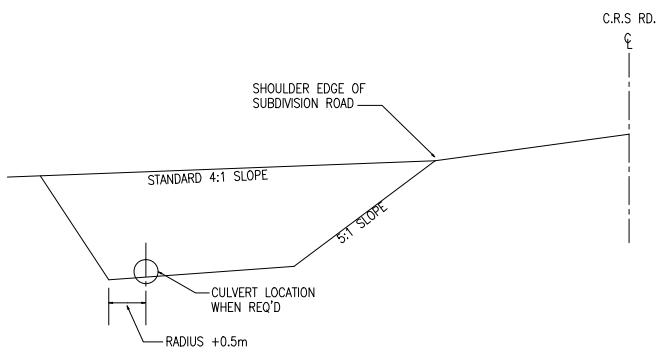 C.R.S RD.
℄
SHOULDER EDGE OF
SUBDIVISION ROAD
STANDARD 4:1 SLOPE
5:1 SLOPE
CULVERT LOCATION
WHEN REQ'D
RADIUS +0.5m